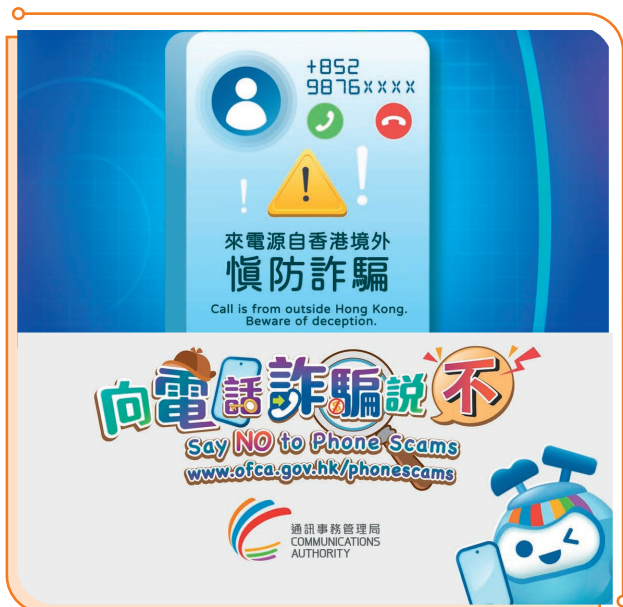 +852
9876xxxx
來電源自香港境外
慎防詐騙
Call is from outside Hong Kong.
Beware of deception.
向電話詐騙説不
Say NO to Phone Scams
www.ofca.gov.hk/phonescams
通訊事務管理局
COMMUNICATIONS
AUTHORITY